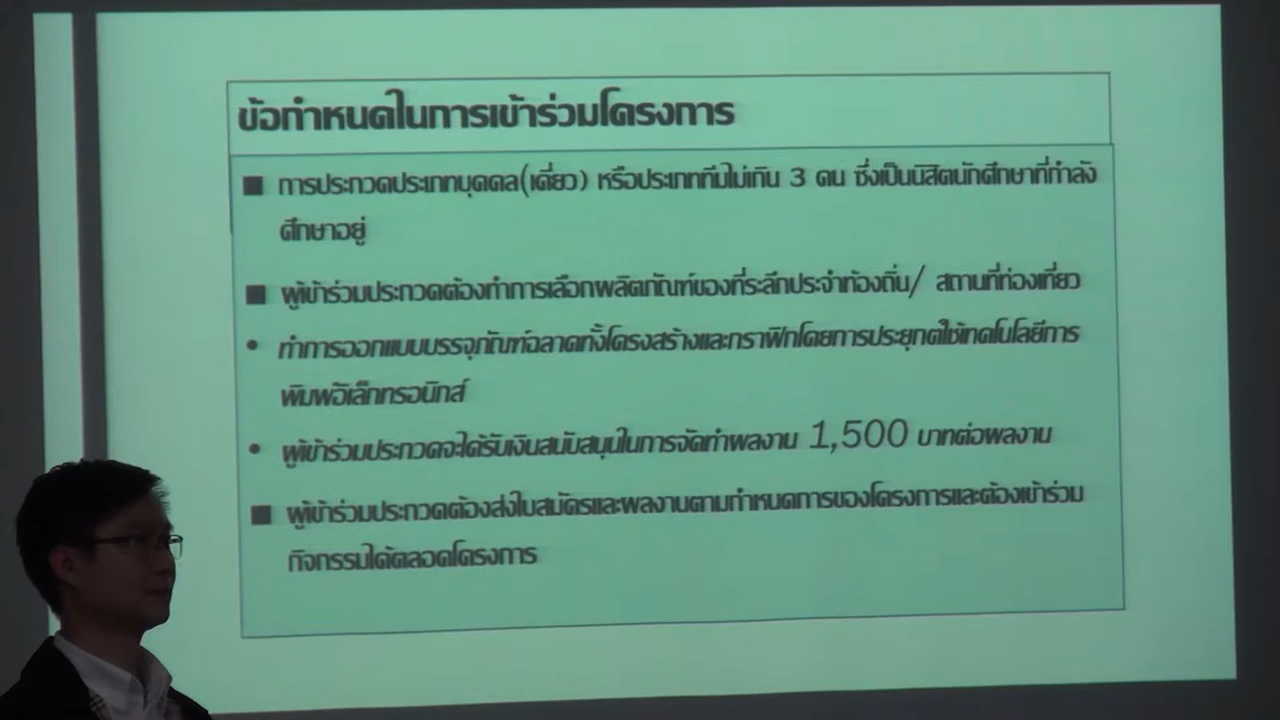 ข้อกำหนดในการเข้าร่วมโครงการ
■ การประกวดประเภทบุคคล(เดี่ยว) หรือประเภททีมไม่เกิน 3 คน ซึ่งเป็นนิสิตนักศึกษาที่กำลัง
ศึกษาอยู่
■ ผู้เข้าร่วมประกวดต้องทำการเลือกผลิตภัณฑ์ของที่ระลึกประจำท้องถิ่น/ สถานที่ท่องเที่ยว
• ทำการออกแบบบรรจุภัณฑ์ฉลาดทั้งโครงสร้างและกราฟิกโดยการประยุกต์ใช้เทคโนโลยีการ
พิมพ์อิเล็กทรอนิกส์
• ผู้เข้าร่วมประกวดจะได้รับเงินสนับสนุนในการจัดทำผลงาน 1,500 บาทต่อผลงาน
■ ผู้เข้าร่วมประกวดต้องส่งใบสมัครและผลงานตามกำหนดการของโครงการและต้องเข้าร่วม
กิจกรรมได้ตลอดโครงการ